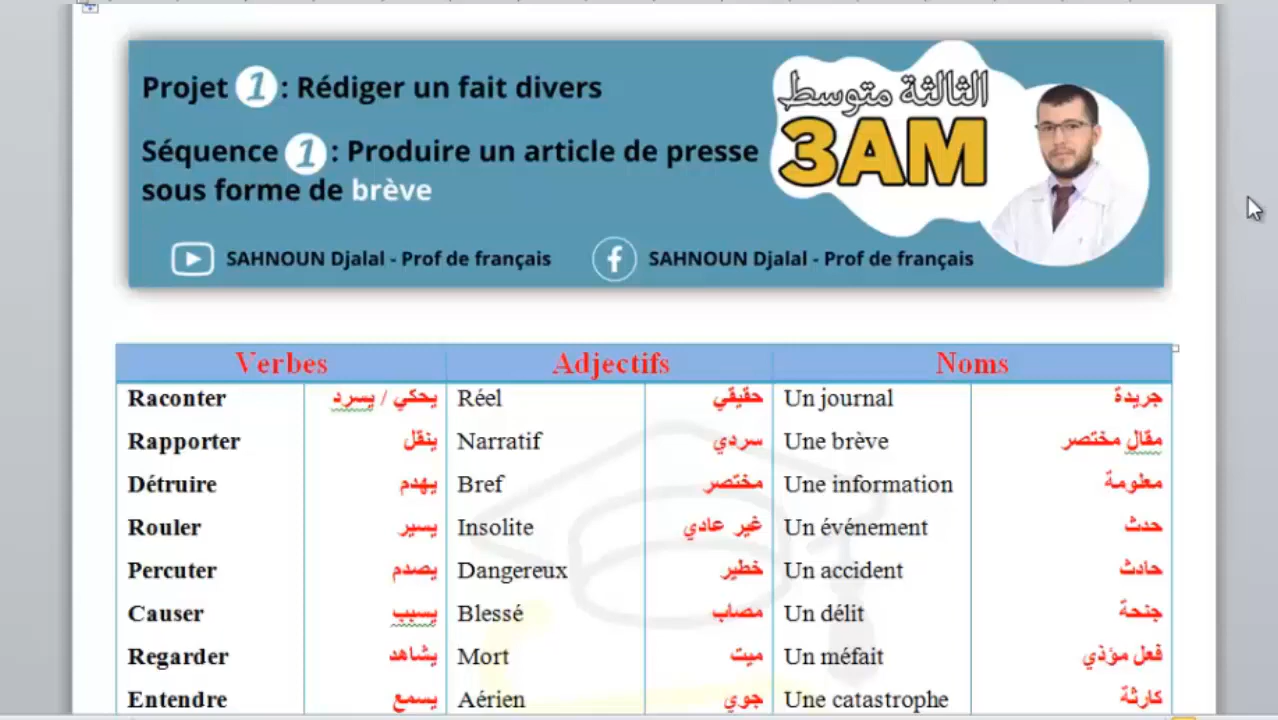 Projet 1 : Rédiger un fait divers
Séquence 1 : Produire un article de presse
sous forme de brève
الثالثة متوسط
3AM
SAHNOUN Djalal - Prof de français
SAHNOUN Djalal - Prof de français
Verbes Adjectifs Noms
Raconter يحكي / يسرد Réel حقيقي Un journal جريدة
Rapporter ينقل Narratif سردي Une brève مقال مختصر
Détruire يهدم Bref مختصر Une information معلومة
Rouler يسير Insolite غير عادي Un événement حدث
Percuter يصدم Dangereux خطير Un accident حادث
Causer يسبب Blessé مصاب Un délit جنحة
Regarder يشاهد Mort ميت Un méfait فعل مؤذي
Entendre يسمع Aérien جوي Une catastrophe كارثة